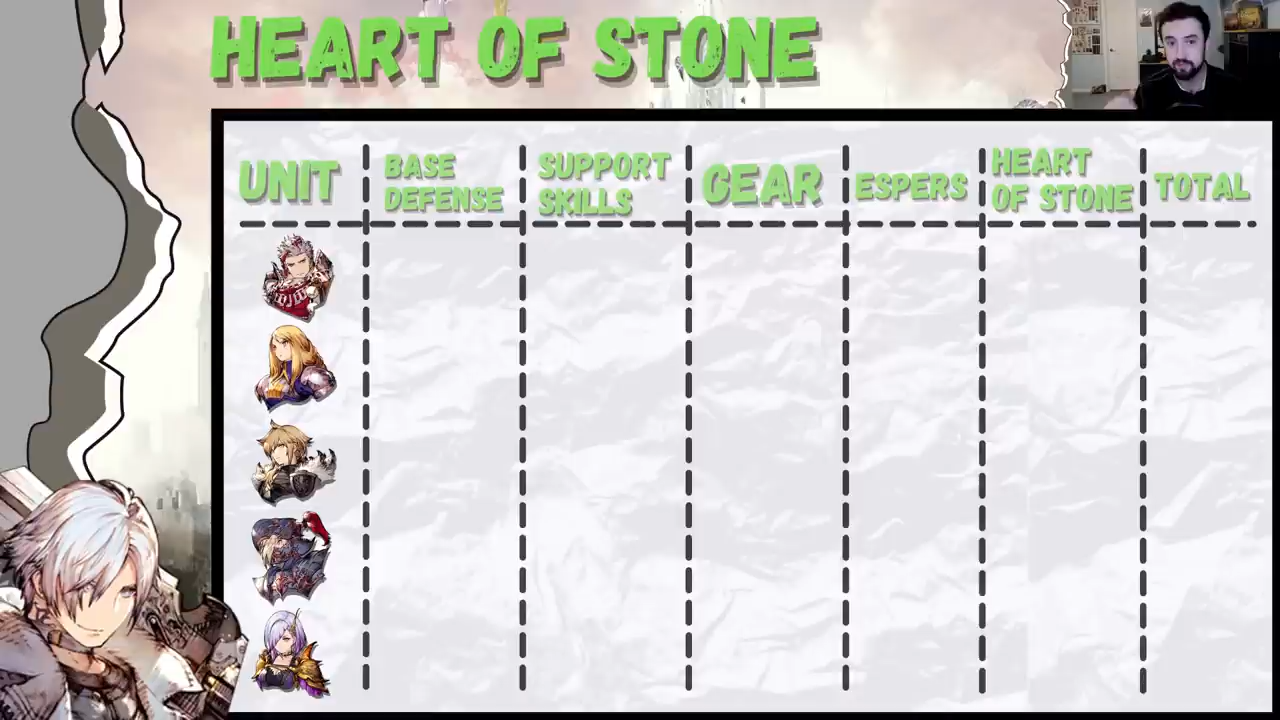 HEART OF STONE
UNIT
BASE
DEFENSE
SUPPORT
SKILLS
GEAR
ESPERS
HEART
OF STONE
TOTAL